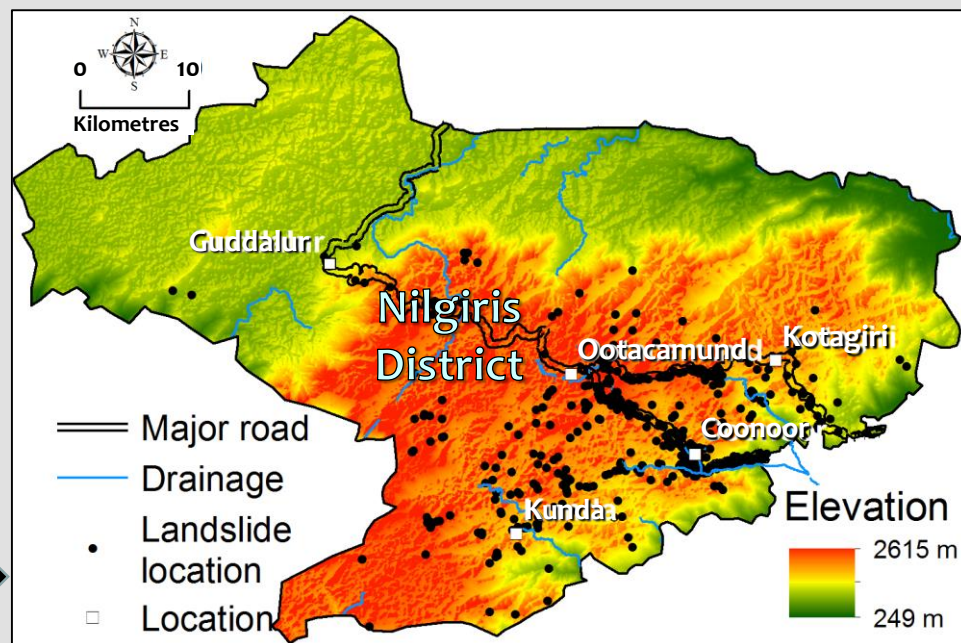 N
W E
S
0 10
Kilometres
Guddalur
Nilgiris
District
Ootacamund
Kotagiri
Coonoor
Kunda
Major road
Drainage
Landslide
location
Location
Elevation
2615 m
249 m